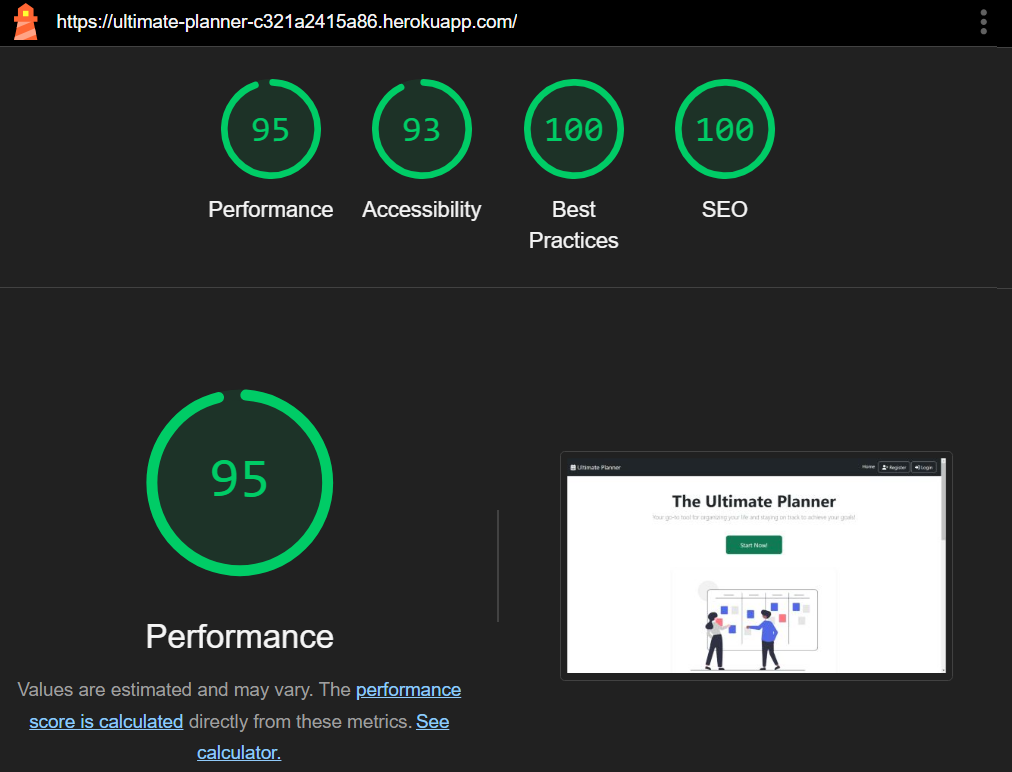 https://ultimate-planner-c321a2415a86.herokuapp.com/
95
93
100
100
Performance
Accessibility
Best
Practices
SEO
95
Performance
Values are estimated and may vary. The performance
score is calculated directly from these metrics. See
calculator.
Ultimate Planner
Home
Register
Login
The Ultimate Planner
Your go-to tool for organizing your life and staying on track to achieve your goals!
Start Now!